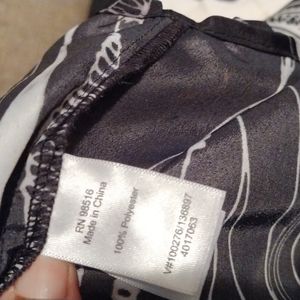 RN 98516
Made in China
100% Polyester
V#100276/136897
4017063